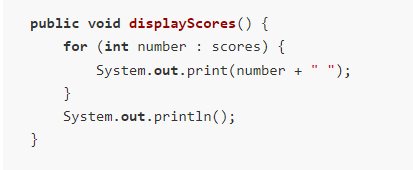 public void displayScores() {
    for (int number : scores) {
        System.out.print(number + " ");
    }
    System.out.println();
}